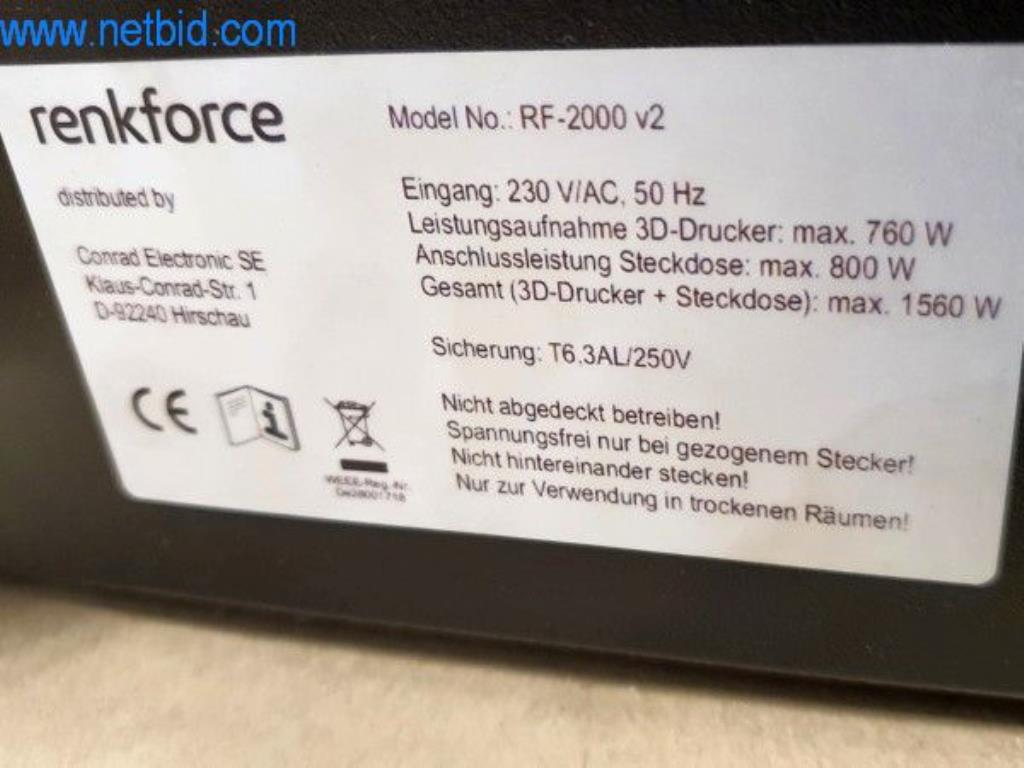 www.netbid.com
renkforce
distributed by
Conrad Electronic SE
Klaus-Conrad-Str. 1
D-92240 Hirschau
CE
WEEE-Reg.-Nr.
Model No.: RF-2000 v2
Eingang: 230 V/AC, 50 Hz
Leistungsaufnahme 3D-Drucker: max. 760 W
Anschlussleistung Steckdose: max. 800 W
Gesamt (3D-Drucker + Steckdose): max. 1560 W
Sicherung: T6.3AL/250V
Nicht abgedeckt betreiben!
Spannungsfrei nur bei gezogenem Stecker!
Nicht hintereinander stecken!
Nur zur Verwendung in trockenen Räumen!